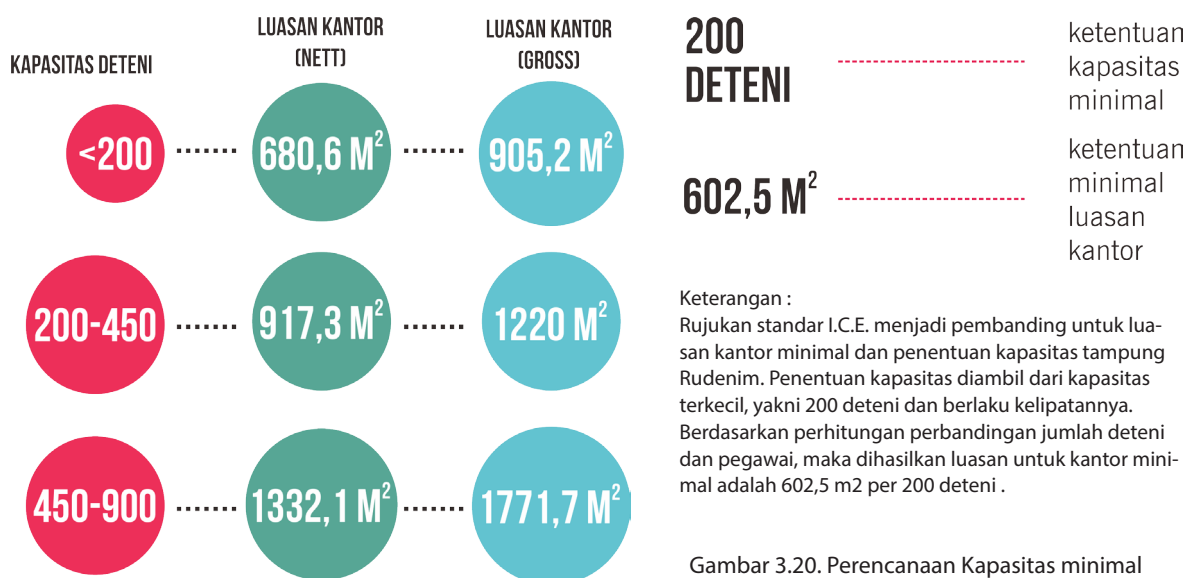 KAPASITAS DETENI
LUASAN KANTOR
(NETT)
LUASAN KANTOR
(GROSS)
<200 ....... 680,6 M² ....... 905,2 M²
200-450 ....... 917,3 M² ....... 1220 M²
450-900 ....... 1332,1 M² ....... 1771,7 M²
200
DETENI
ketentuan
kapasitas
minimal
602,5 M²
ketentuan
minimal
luasan
kantor
Keterangan :
Rujukan standar I.C.E. menjadi pembanding untuk lua-
san kantor minimal dan penentuan kapasitas tampung
Rudenim. Penentuan kapasitas diambil dari kapasitas
terkecil, yakni 200 deteni dan berlaku kelipatannya.
Berdasarkan perhitungan perbandingan jumlah deteni
dan pegawai, maka dihasilkan luasan untuk kantor mini-
mal adalah 602,5 m2 per 200 deteni .
Gambar 3.20. Perencanaan Kapasitas minimal